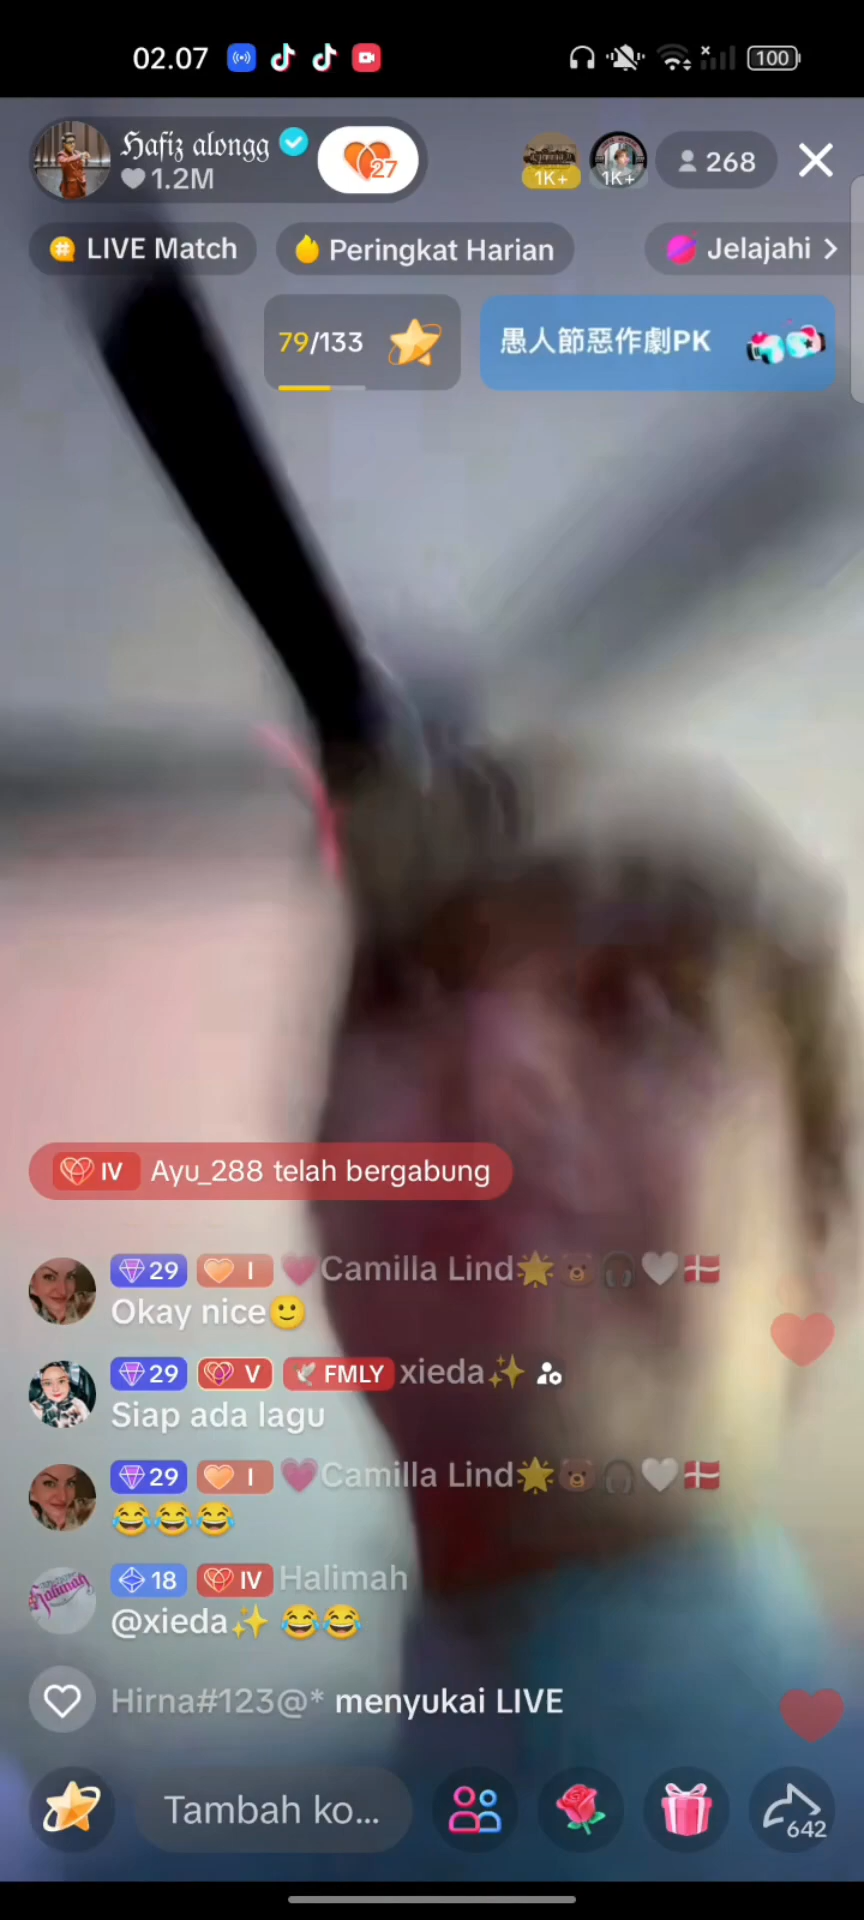 02.07
100
Hafiz alongg
1.2M
27
1K+
1K+
268
LIVE Match
Peringkat Harian
Jelajahi
79/133
愚人節惡作劇PK
IV Ayu_288 telah bergabung
29 I Camilla Lind
Okay nice🙂
29 V FMLY xieda✨
Siap ada lagu
29 I Camilla Lind
😂😂😂
18 IV Halimah
@xieda✨ 😂😂
Hirna#123@* menyukai LIVE
Tambah ko...
642